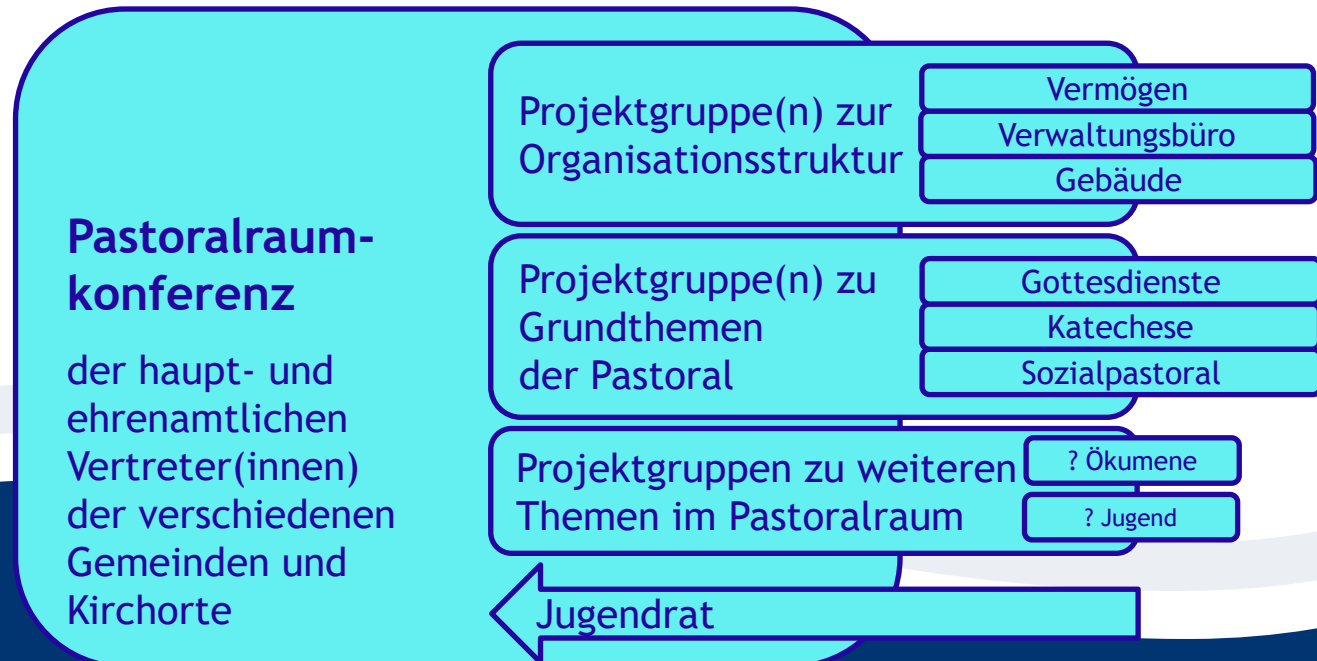 Pastoralraum-
konferenz
der haupt- und
ehrenamtlichen
Vertreter(innen)
der verschiedenen
Gemeinden und
Kirchorte
Projektgruppe(n) zur
Organisationsstruktur
Vermögen
Verwaltungsbüro
Gebäude
Projektgruppe(n) zu
Grundthemen
der Pastoral
Gottesdienste
Katechese
Sozialpastoral
Projektgruppen zu weiteren
Themen im Pastoralraum
? Ökumene
? Jugend
Jugendrat